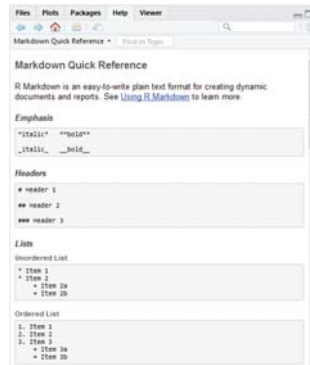 Files Plots Packages Help Viewer
Markdown Quick Reference Find in Topic
Markdown Quick Reference
R Markdown is an easy-to-write plain text format for creating dynamic
documents and reports. See Using R Markdown to learn more.
Emphasis
*italic* **bold**
_italic_ __bold__
Headers
# Header 1
## Header 2
### Header 3
Lists
Unordered List
* Item 1
* Item 2
+ Item 2a
+ Item 2b
Ordered List
1. Item 1
2. Item 2
3. Item 3
+ Item 3a
+ Item 3b